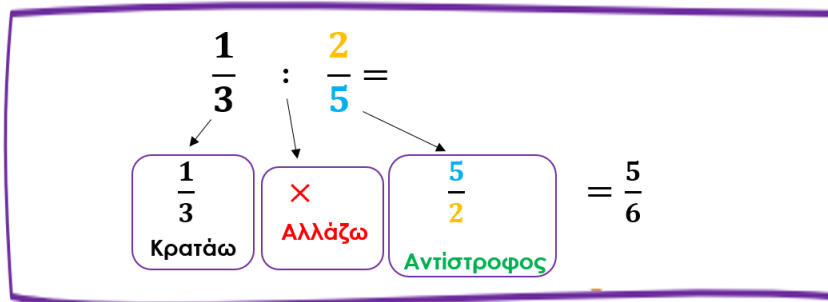 1/3 : 2/5 =
1/3 × 5/2 = 5/6
Κρατάω Αλλάζω Αντίστροφος